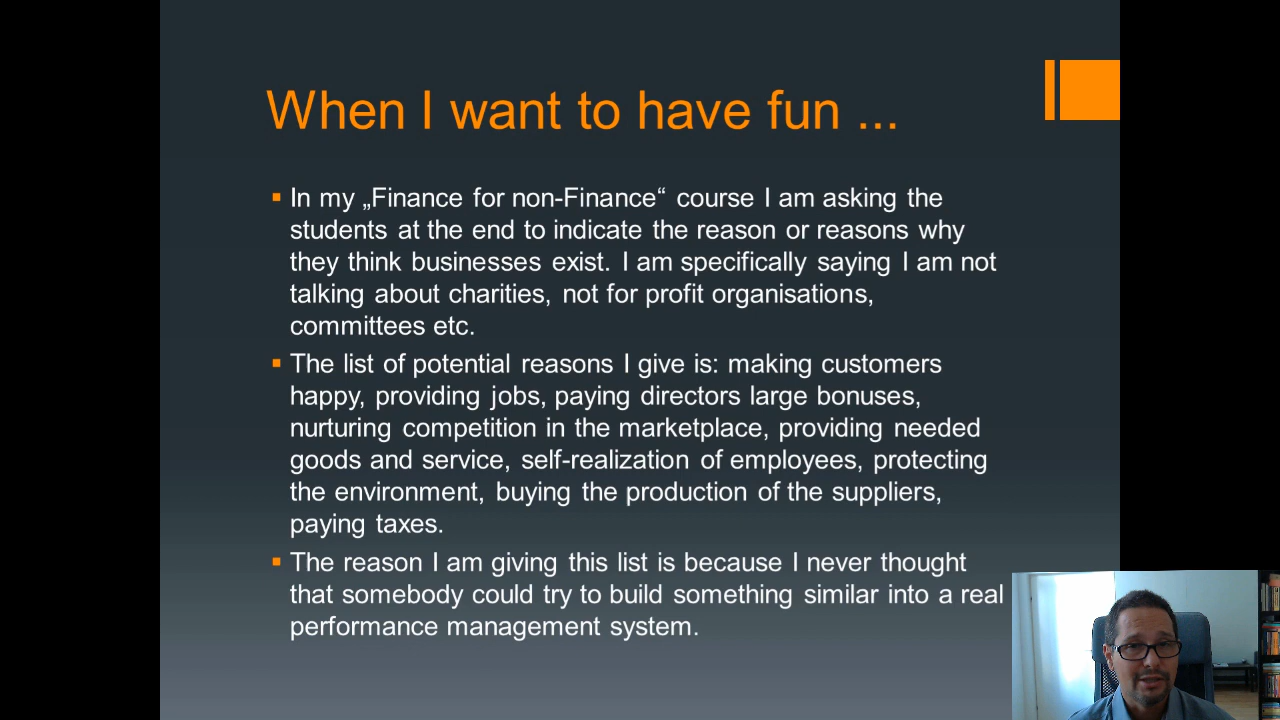 When I want to have fun ...
In my „Finance for non-Finance“ course I am asking the
students at the end to indicate the reason or reasons why
they think businesses exist. I am specifically saying I am not
talking about charities, not for profit organisations,
committees etc.
The list of potential reasons I give is: making customers
happy, providing jobs, paying directors large bonuses,
nurturing competition in the marketplace, providing needed
goods and service, self-realization of employees, protecting
the environment, buying the production of the suppliers,
paying taxes.
The reason I am giving this list is because I never thought
that somebody could try to build something similar into a real
performance management system.